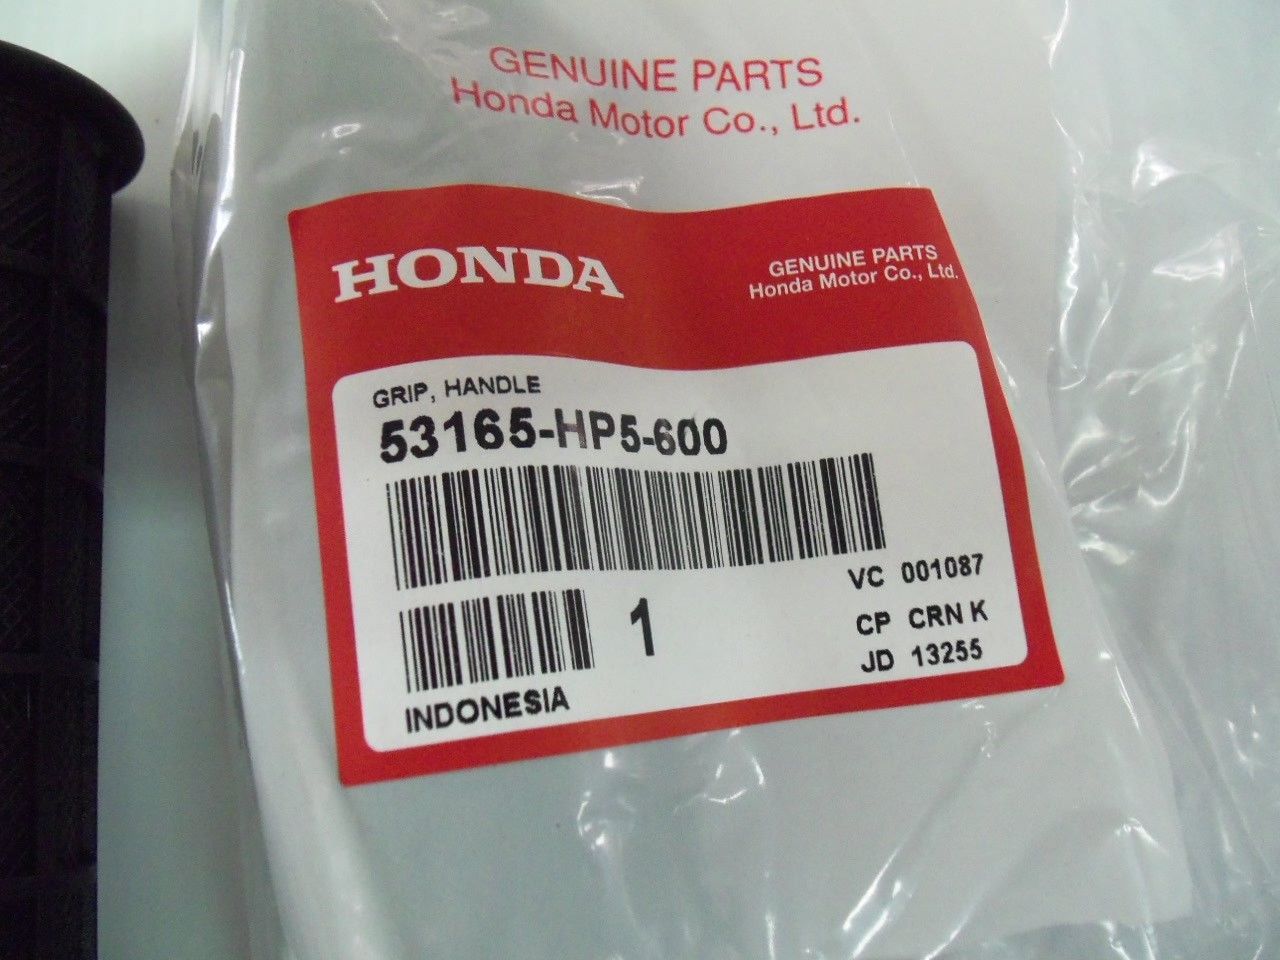 GENUINE PARTS
Honda Motor Co., Ltd.
HONDA
GENUINE PARTS
Honda Motor Co., Ltd.
GRIP, HANDLE
53165-HP5-600
VC 001087
1
CP CRN K
JD 13255
INDONESIA